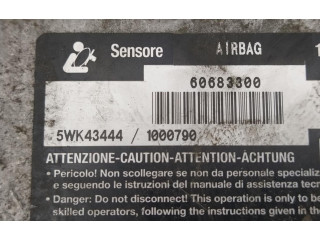 Sensore AIRBAG
60683300
5WK43444 / 1000790
ATTENZIONE-CAUTION-ATTENTION-ACHTUNG
• Pericolo! Non scollegare se non da personale specializ
e seguendo le istruzioni del manuale di assistenza tecn
• Danger: Do not disconnect! This operation is only to be
skilled operators, following the instructions given in the